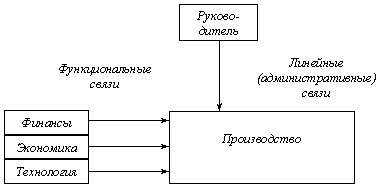 Руково-
дитель
Функциональные
связи
Линейные
(административные)
связи
Финансы
Экономика
Технология
Производство